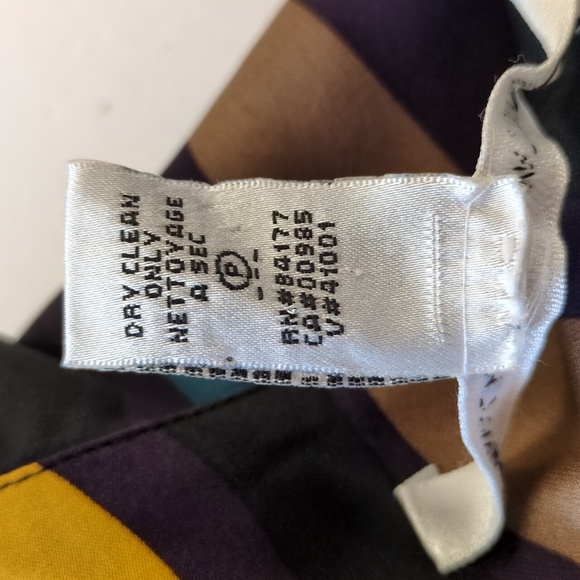 DRY CLEAN
ONLY
NETTOYAGE
A SEC
P
RN#84177
CA#00985
V#41001